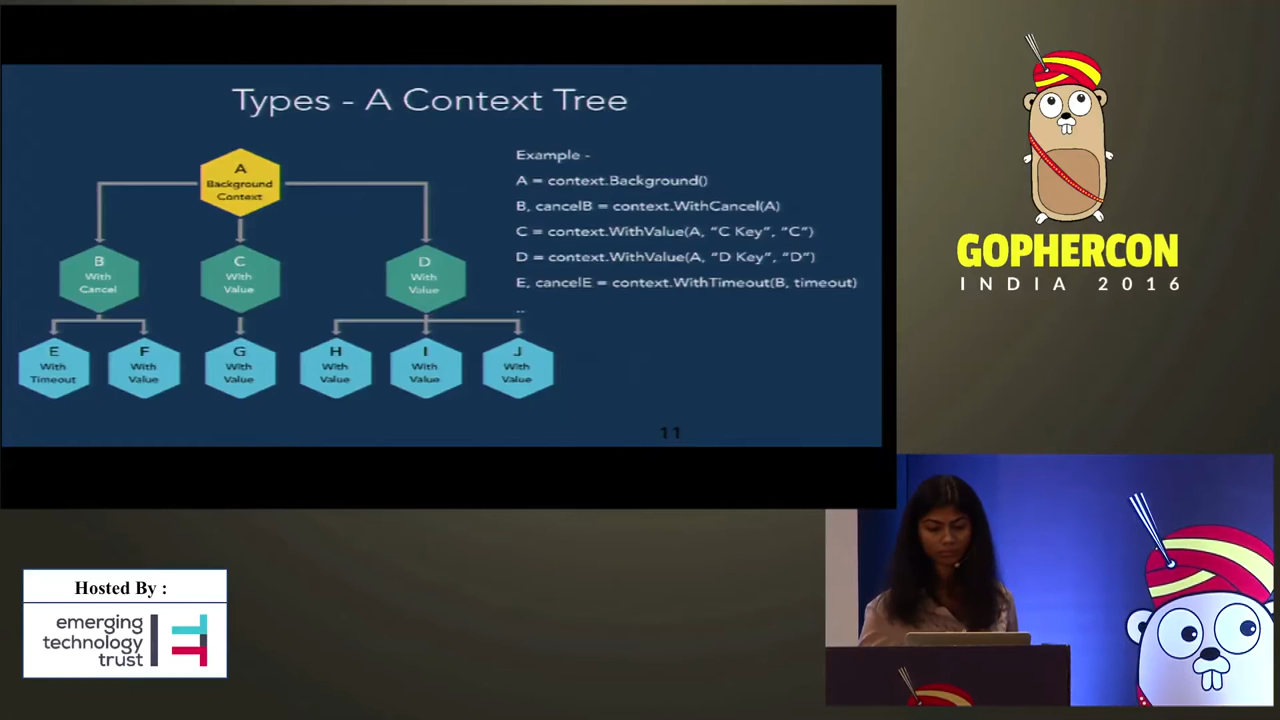 Types - A Context Tree
A
Background
Context
B
With
Cancel
C
With
Value
D
With
Value
E
With
Timeout
F
With
Value
G
With
Value
H
With
Value
I
With
Value
J
With
Value
Example -
A = context.Background()
B, cancelB = context.WithCancel(A)
C = context.WithValue(A, “C Key”, “C”)
D = context.WithValue(A, “D Key”, “D”)
E, cancelE = context.WithTimeout(B, timeout)
...
11
GOPHERCON
INDIA 2016
Hosted By :
emerging
technology
trust